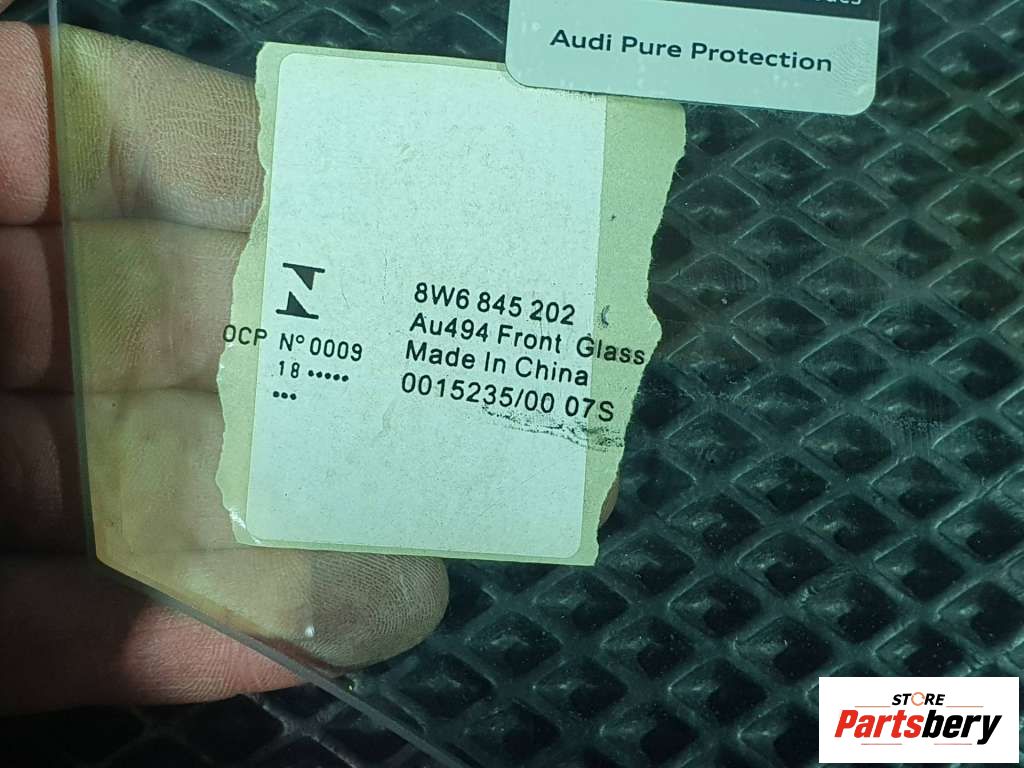 Audi Pure Protection
8W6 845 202
Au494 Front Glass
Made In China
0015235/00 07S
OCP N° 0009
18 •••••
•••
STORE
Partsbery